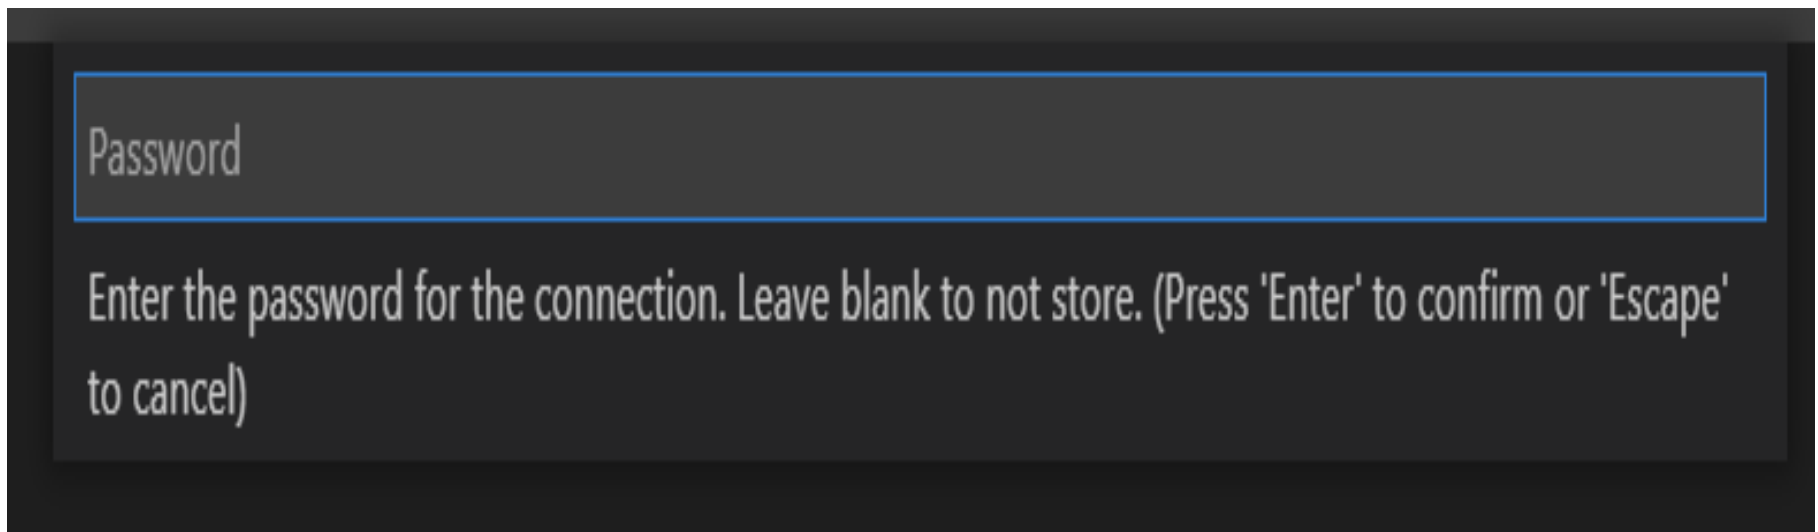 Password
Enter the password for the connection. Leave blank to not store. (Press 'Enter' to confirm or 'Escape'
to cancel)